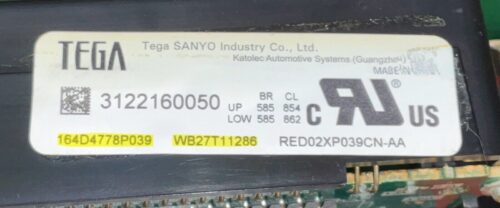 TEGA Tega SANYO Industry Co., Ltd.
Katolec Automotive Systems (Guangzhou)
MADE IN
3122160050
BR CL
UP 585 854
LOW 585 862
C RU US
164D4778P039 WB27T11286 RED02XP039CN-AA